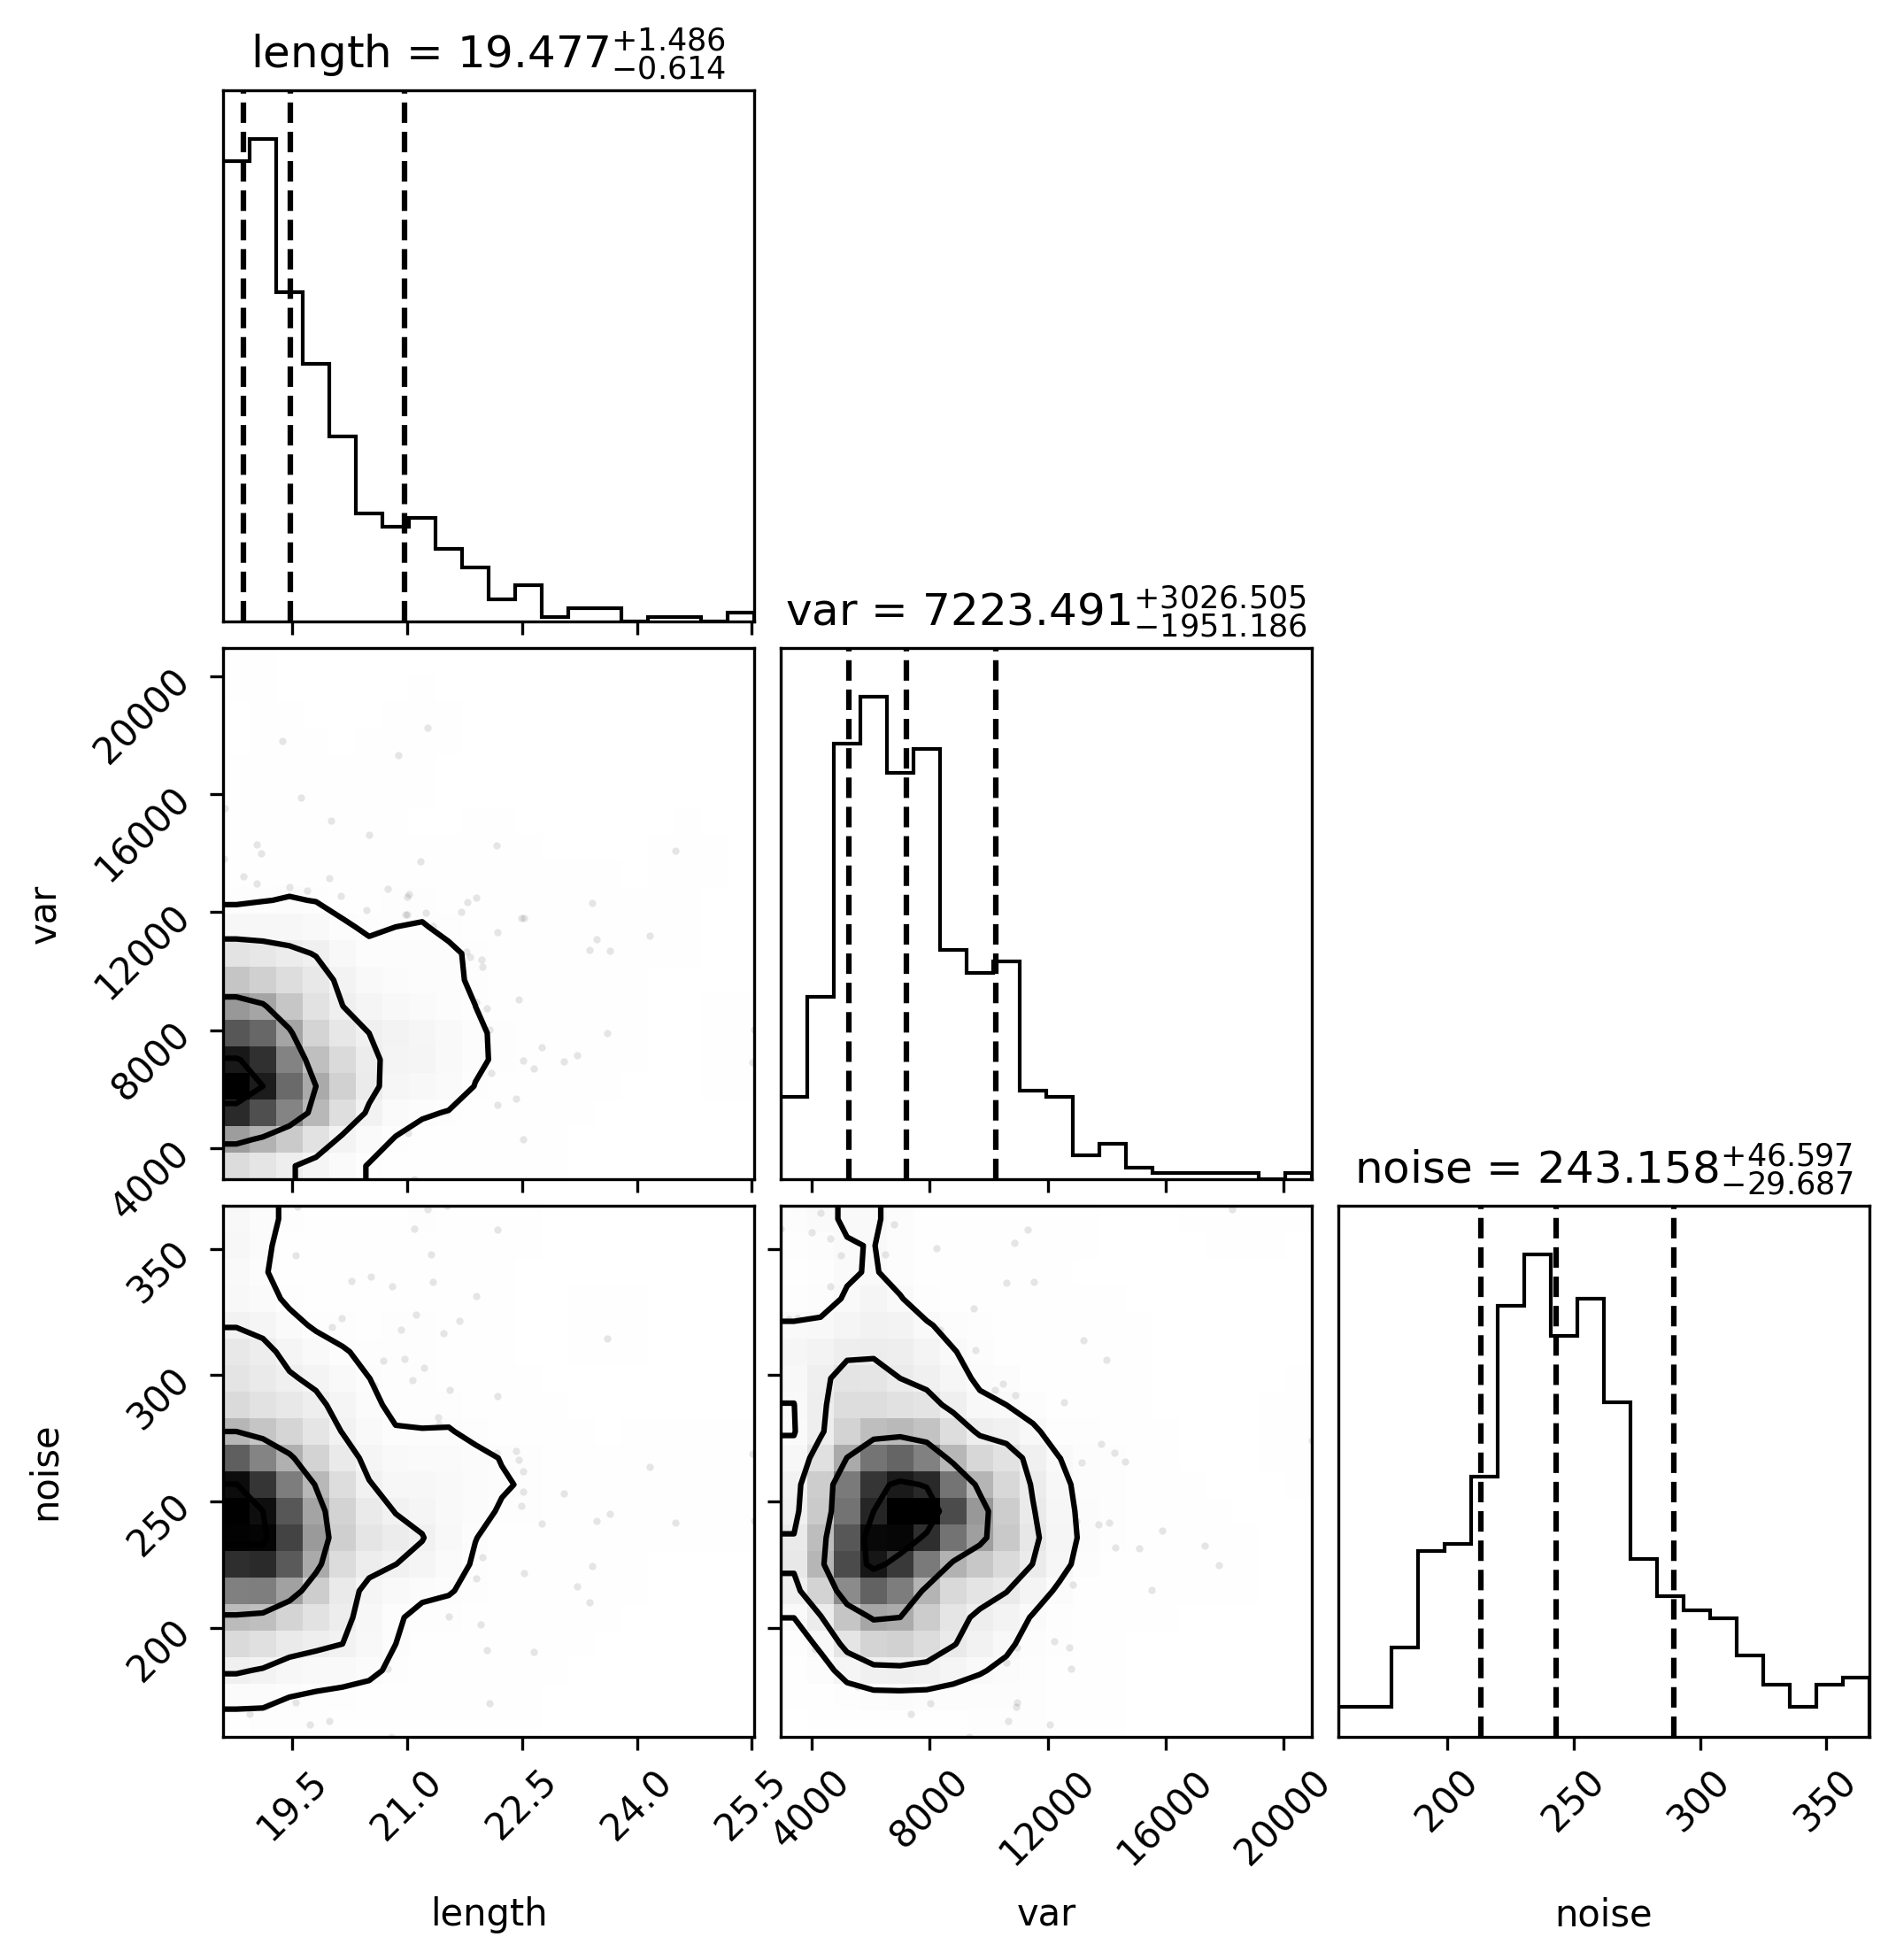 length = 19.477+1.486−0.614
var = 7223.491+3026.505−1951.186
20000
16000
12000
8000
4000
var
noise = 243.158+46.597−29.687
350
300
250
200
noise
19.5 21.0 22.5 24.0 25.5
4000 8000 12000 16000 20000
200 250 300 350
length var noise